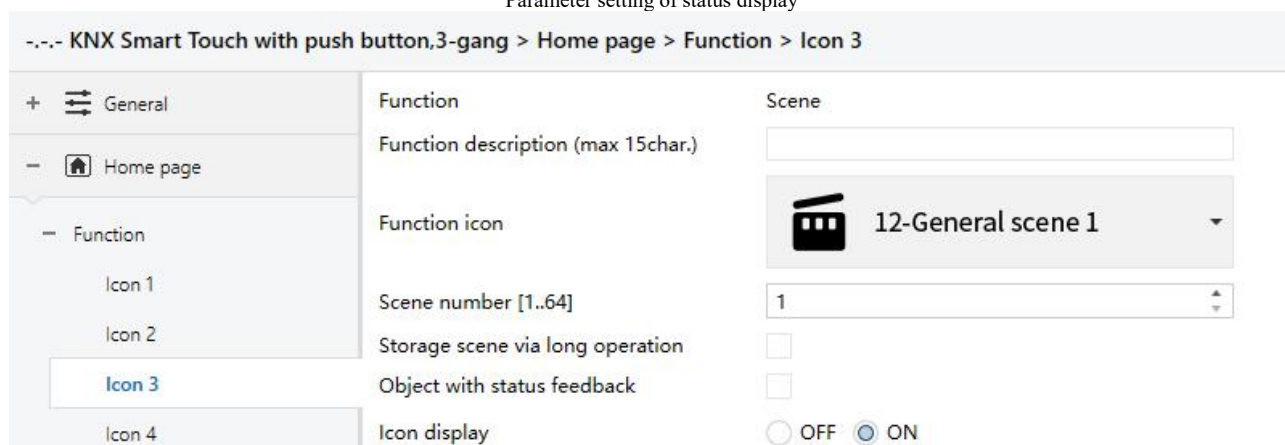 Parameter setting of status display
-.-.- KNX Smart Touch with push button,3-gang > Home page > Function > Icon 3
+ General
Function Scene
Function description (max 15char.)
- Home page
Function icon 12-General scene 1
- Function
Icon 1
Scene number [1..64] 1
Icon 2
Storage scene via long operation
Icon 3
Object with status feedback
Icon 4
Icon display OFF ON